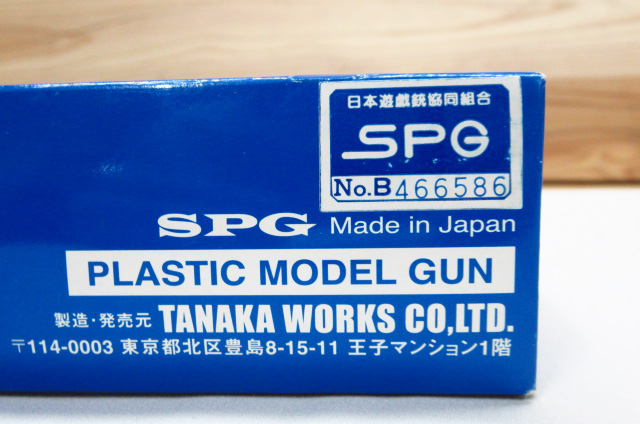 日本遊戯銃協同組合
SPG
No.B 466586
SPG Made in Japan
PLASTIC MODEL GUN
製造・発売元 TANAKA WORKS CO,LTD.
〒114-0003 東京都北区豊島8-15-11 王子マンション1階